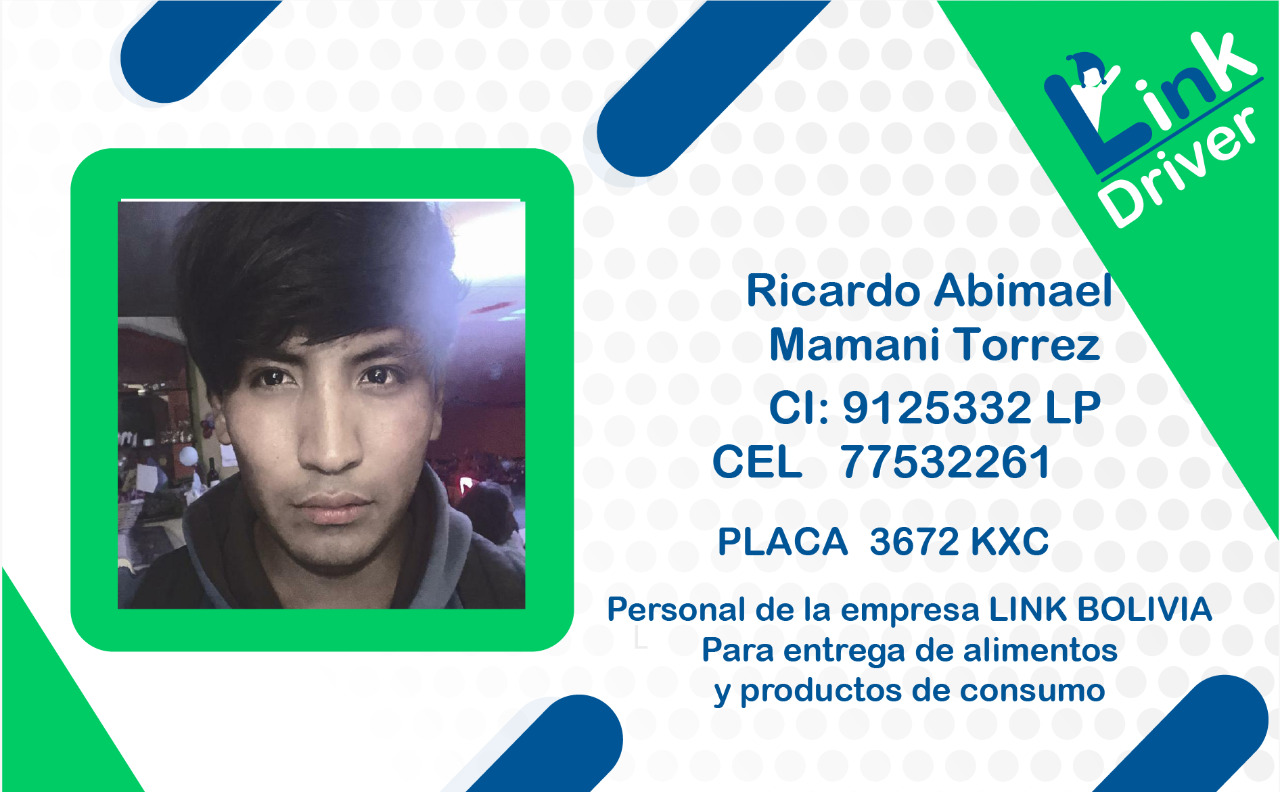 Link
Driver
Ricardo Abimael
Mamani Torrez
CI: 9125332 LP
CEL 77532261
PLACA 3672 KXC
Personal de la empresa LINK BOLIVIA
L
Para entrega de alimentos
y productos de consumo